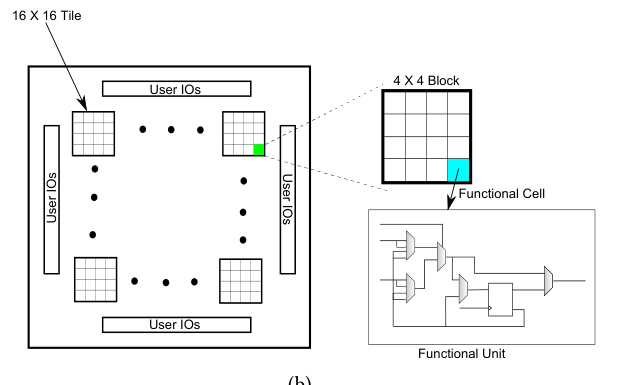 16 X 16 Tile
User IOs
4 X 4 Block
User IOs
User IOs
Functional Cell
User IOs
Functional Unit
(b)